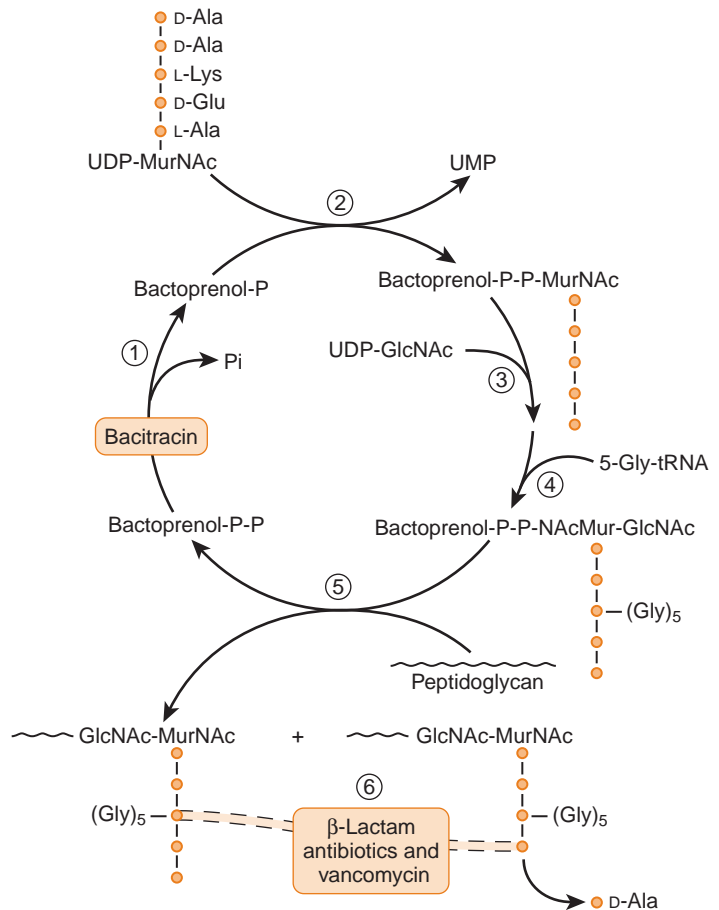 D-Ala
D-Ala
L-Lys
D-Glu
L-Ala
UDP-MurNAc
UMP
2
Bactoprenol-P
Bactoprenol-P-P-MurNAc
1
Pi
UDP-GlcNAc
3
Bacitracin
5-Gly-tRNA
4
Bactoprenol-P-P
Bactoprenol-P-P-NAcMur-GlcNAc
5
(Gly)5
Peptidoglycan
GlcNAc-MurNAc
+
GlcNAc-MurNAc
6
(Gly)5
β-Lactam
antibiotics and
vancomycin
(Gly)5
D-Ala